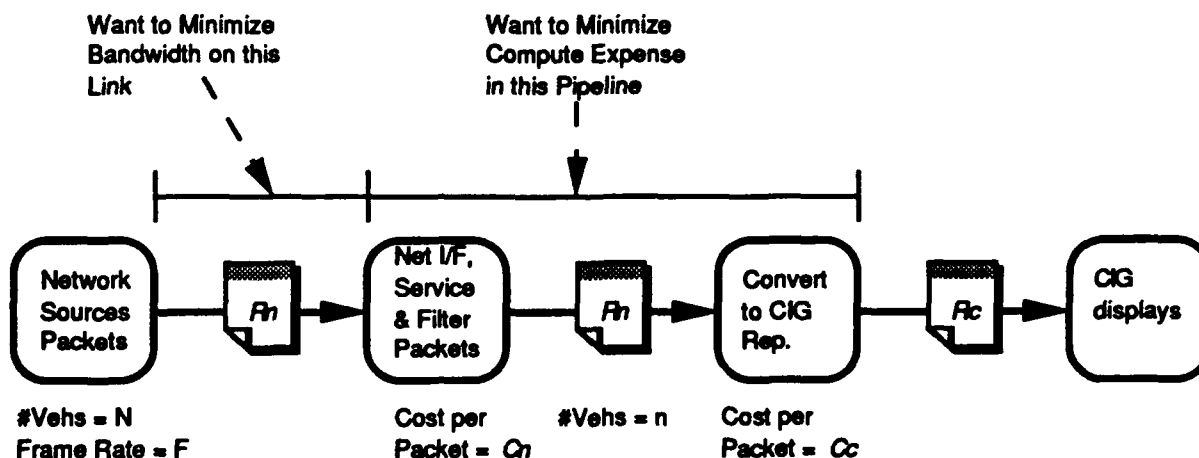 Want to Minimize
Bandwidth on this
Link
Want to Minimize
Compute Expense
in this Pipeline
Network
Sources
Packets
Rn
Net I/F,
Service
& Filter
Packets
Rn
Convert
to CIG
Rep.
Rc
CIG
displays
#Vehs = N
Frame Rate = F
Cost per
Packet = Cn
#Vehs = n
Cost per
Packet = Cc